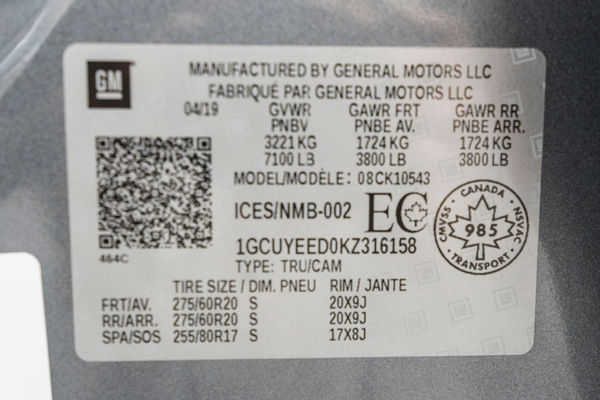 GM
MANUFACTURED BY GENERAL MOTORS LLC
FABRIQUÉ PAR GENERAL MOTORS LLC
04/19 GVWR GAWR FRT GAWR RR
PNBV PNBE AV. PNBE ARR.
3221 KG 1724 KG 1724 KG
7100 LB 3800 LB 3800 LB
MODEL/MODÈLE: 08CK10543
ICES/NMB-002 EC
1GCUYEED0KZ316158
TYPE: TRU/CAM
464C
CANADA
CMVSS 985 NSVAC
TRANSPORT
TIRE SIZE / DIM. PNEU RIM / JANTE
FRT/AV. 275/60R20 S 20X9J
RR/ARR. 275/60R20 S 20X9J
SPA/SOS 255/80R17 S 17X8J